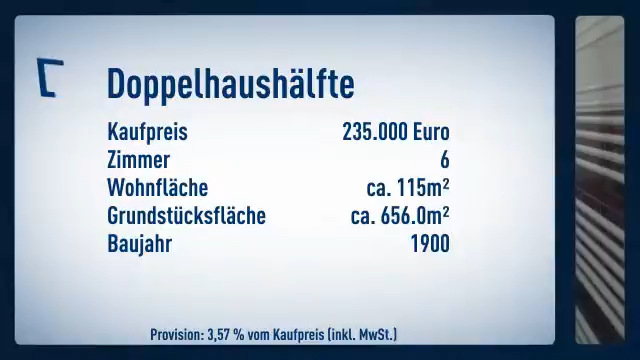 Doppelhaushälfte
Kaufpreis 235.000 Euro
Zimmer 6
Wohnfläche ca. 115m²
Grundstücksfläche ca. 656.0m²
Baujahr 1900
Provision: 3,57 % vom Kaufpreis (inkl. MwSt.)